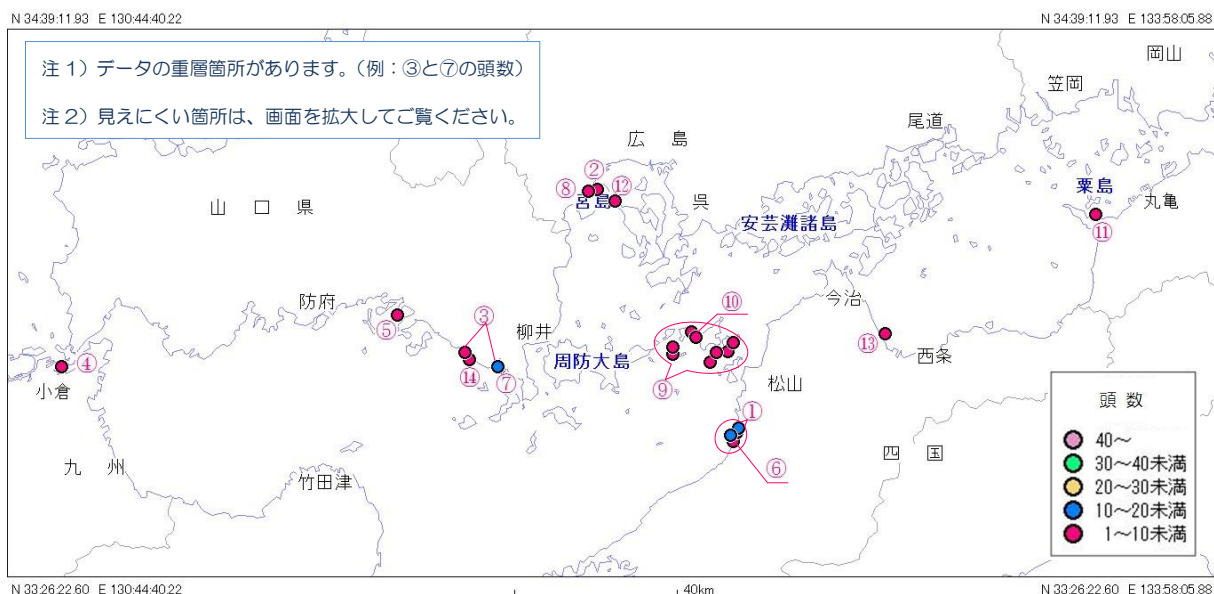 N 34:39:11.93 E 130:44:40.22
N 34:39:11.93 E 133:58:05.88
注1）データの重層箇所があります。（例：③と⑦の頭数）
注2）見えにくい箇所は、画面を拡大してご覧ください。
岡山
笠岡
尾道
広島
②
⑧
⑫
宮島
呉
粟島
丸亀
山口県
安芸灘諸島
⑪
防府
今治
⑩
③
⑤
柳井
⑬
西条
周防大島
④
⑭
⑦
⑨
小倉
松山
頭数
①
40～
四国
30～40未満
⑥
九州
竹田津
20～30未満
10～20未満
1～10未満
N 33:26:22.60 E 130:44:40.22
40km
N 33:26:22.60 E 133:58:05.88